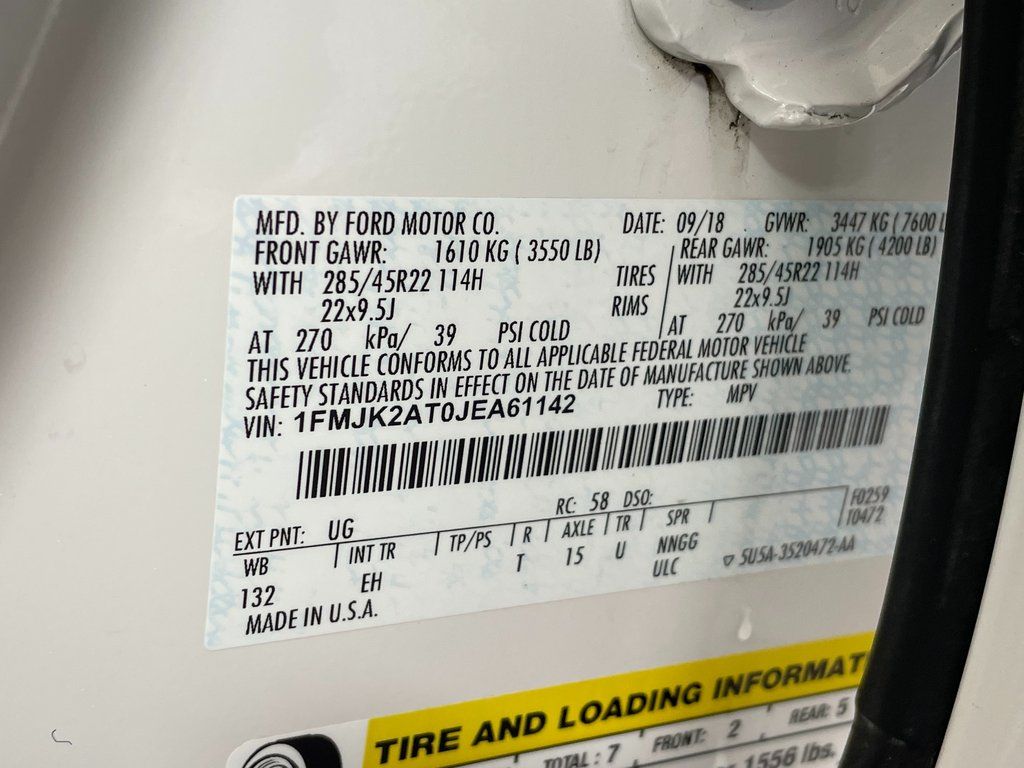 MFD. BY FORD MOTOR CO. DATE: 09/18 GVWR: 3447 KG ( 7600 L
FRONT GAWR: 1610 KG ( 3550 LB) REAR GAWR: 1905 KG ( 4200 LB)
WITH 285/45R22 114H TIRES WITH 285/45R22 114H
22x9.5J RIMS 22x9.5J
AT 270 kPa/ 39 PSI COLD AT 270 kPa/ 39 PSI COLD
THIS VEHICLE CONFORMS TO ALL APPLICABLE FEDERAL MOTOR VEHICLE
SAFETY STANDARDS IN EFFECT ON THE DATE OF MANUFACTURE SHOWN ABOVE.
VIN: 1FMJK2AT0JEA61142 TYPE: MPV
EXT PNT: UG RC: 58 DSO: F0259
WB INT TR TP/PS R AXLE TR SPR T0472
132 EH T 15 U NNGG
ULC 5U5A-3520472-AA
MADE IN U.S.A.
TIRE AND LOADING INFORMAT
TOTAL : 7 FRONT: 2 REAR: 5
1556 lbs.